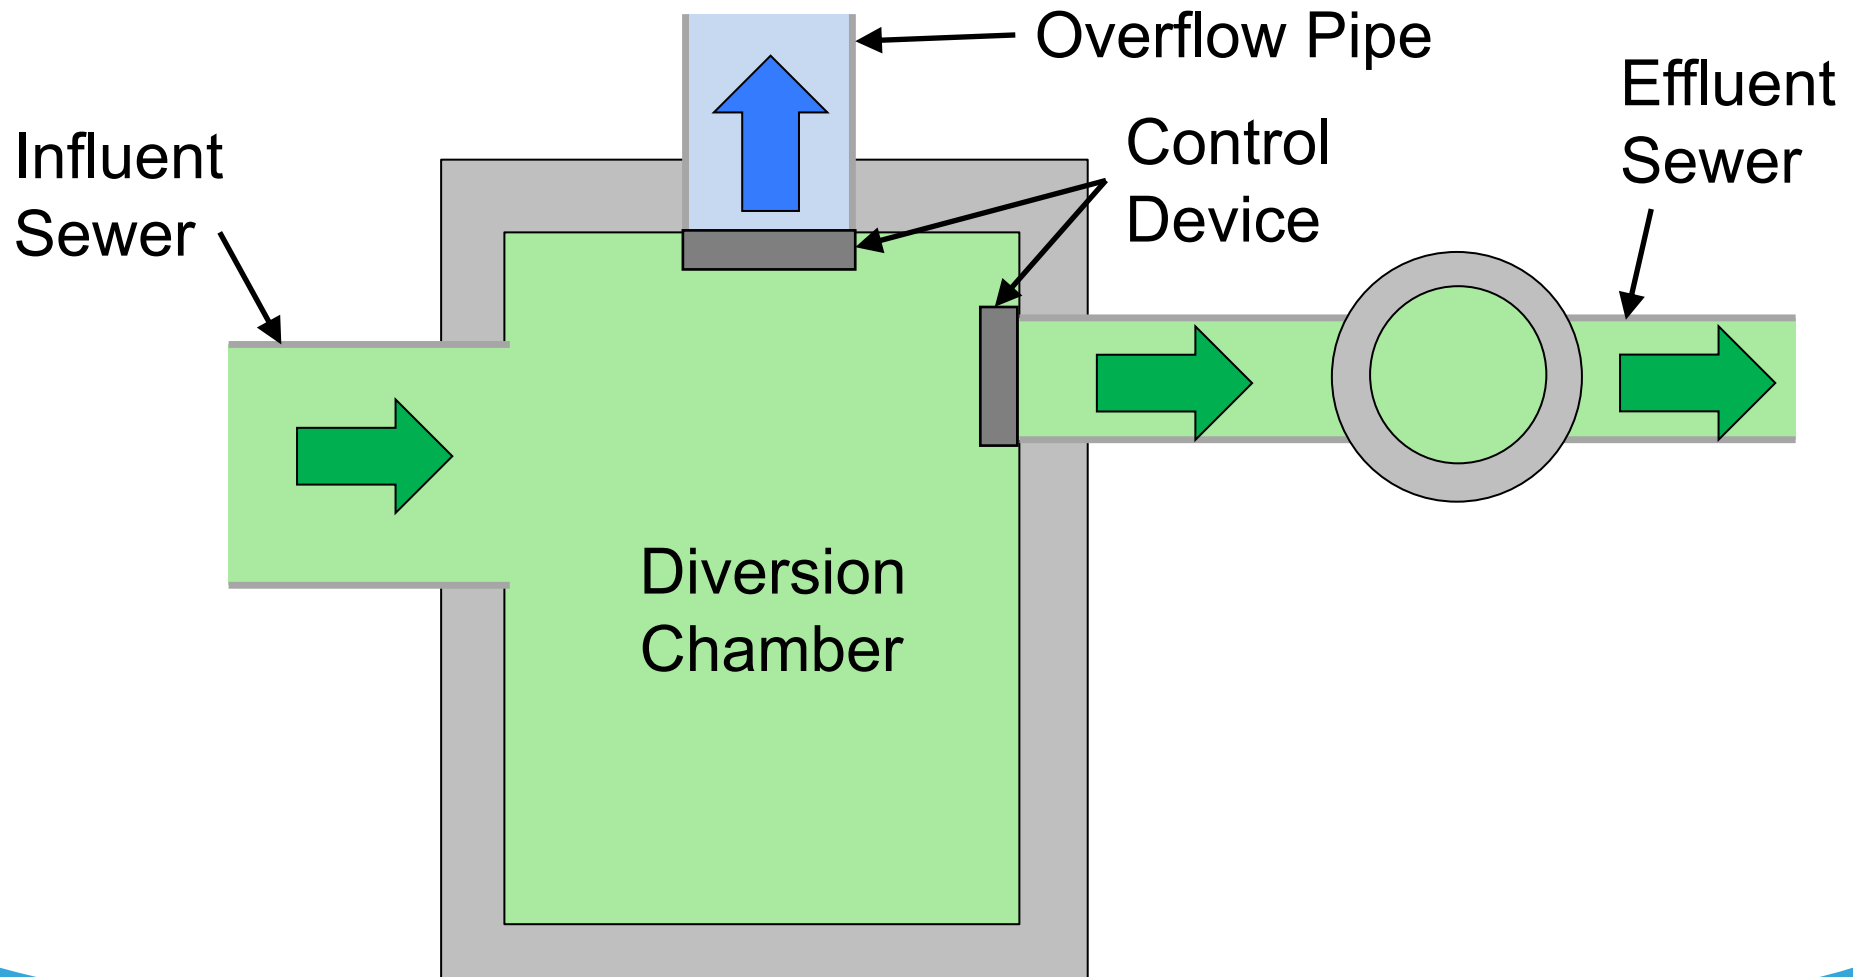 Overflow Pipe
Effluent
Sewer
Control
Device
Influent
Sewer
Diversion
Chamber